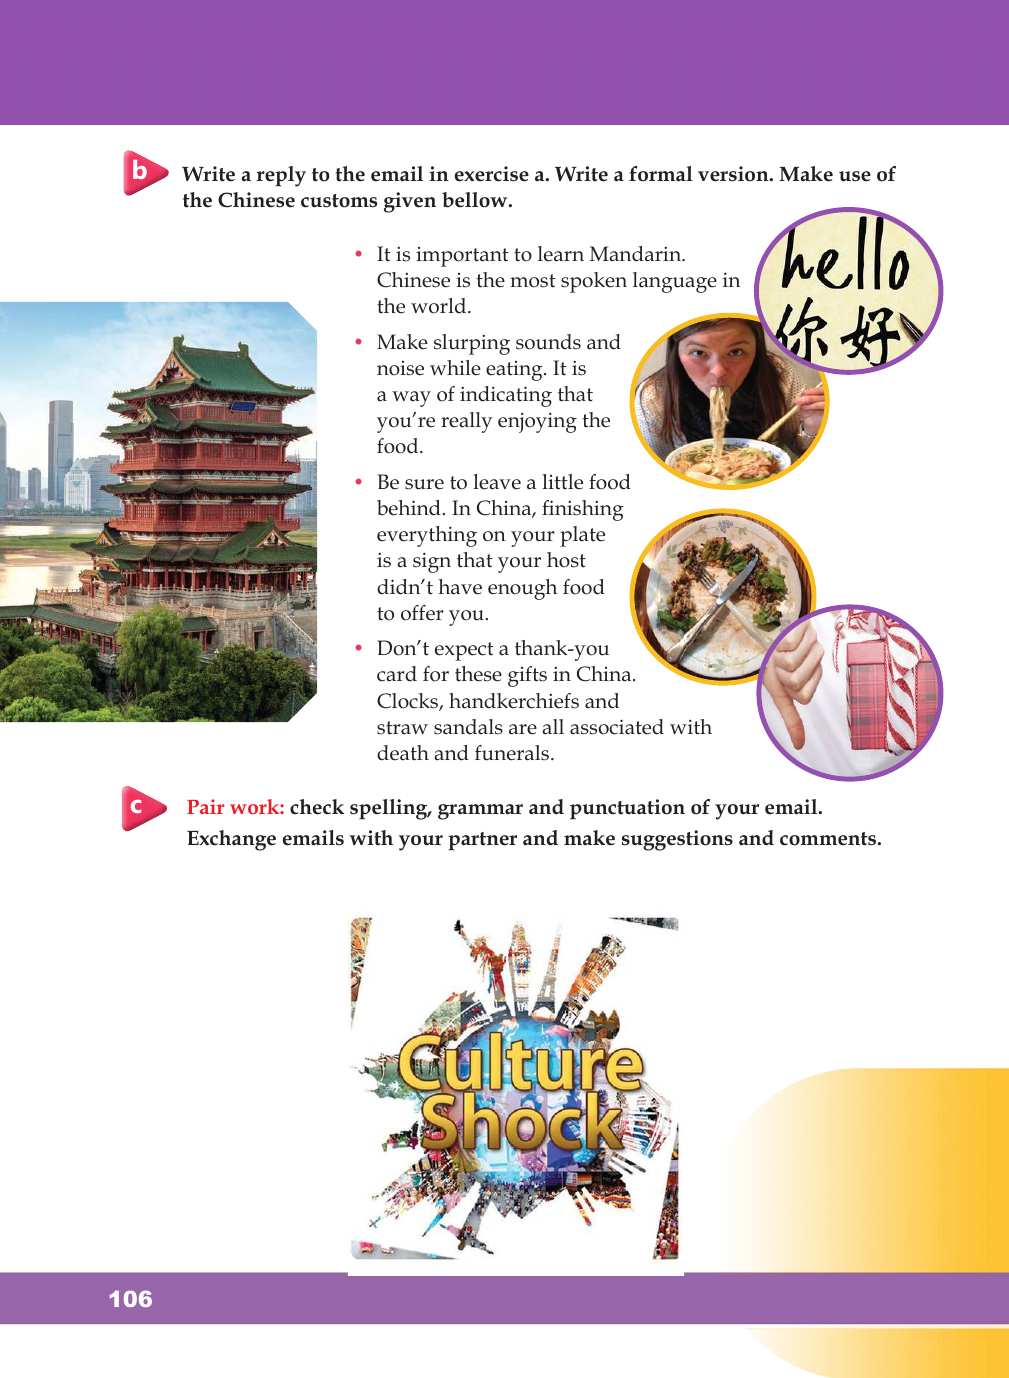 b
Write a reply to the email in exercise a. Write a formal version. Make use of
the Chinese customs given bellow.
• It is important to learn Mandarin.
Chinese is the most spoken language in
the world.
• Make slurping sounds and
noise while eating. It is
a way of indicating that
you’re really enjoying the
food.
• Be sure to leave a little food
behind. In China, finishing
everything on your plate
is a sign that your host
didn’t have enough food
to offer you.
• Don’t expect a thank-you
card for these gifts in China.
Clocks, handkerchiefs and
straw sandals are all associated with
death and funerals.
hello
你好
c
Pair work: check spelling, grammar and punctuation of your email.
Exchange emails with your partner and make suggestions and comments.
Culture
Shock
106